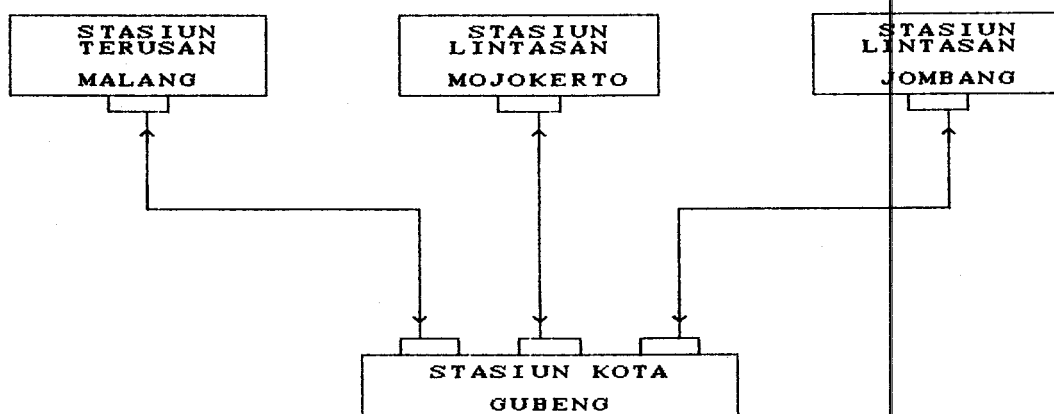 STASIUN
TERUSAN
MALANG
STASIUN
LINTASAN
MOJOKERTO
STASIUN
LINTASAN
JOMBANG
STASIUN KOTA
GUBENG